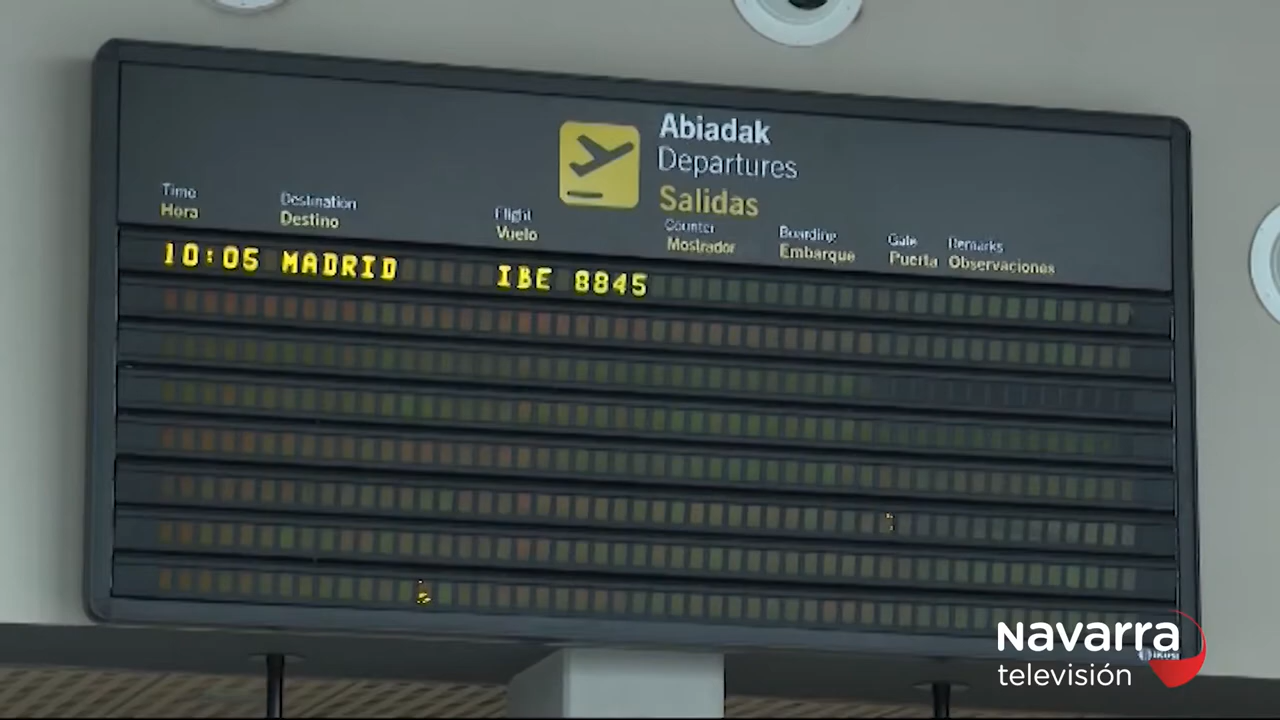 Abiadak
Departures
Salidas
Time
Hora
Destination
Destino
Flight
Vuelo
Counter
Mostrador
Boarding
Embarque
Gate
Puerta
Remarks
Observaciones
10:05 MADRID IBE 8845
Navarra
televisión
ikusi